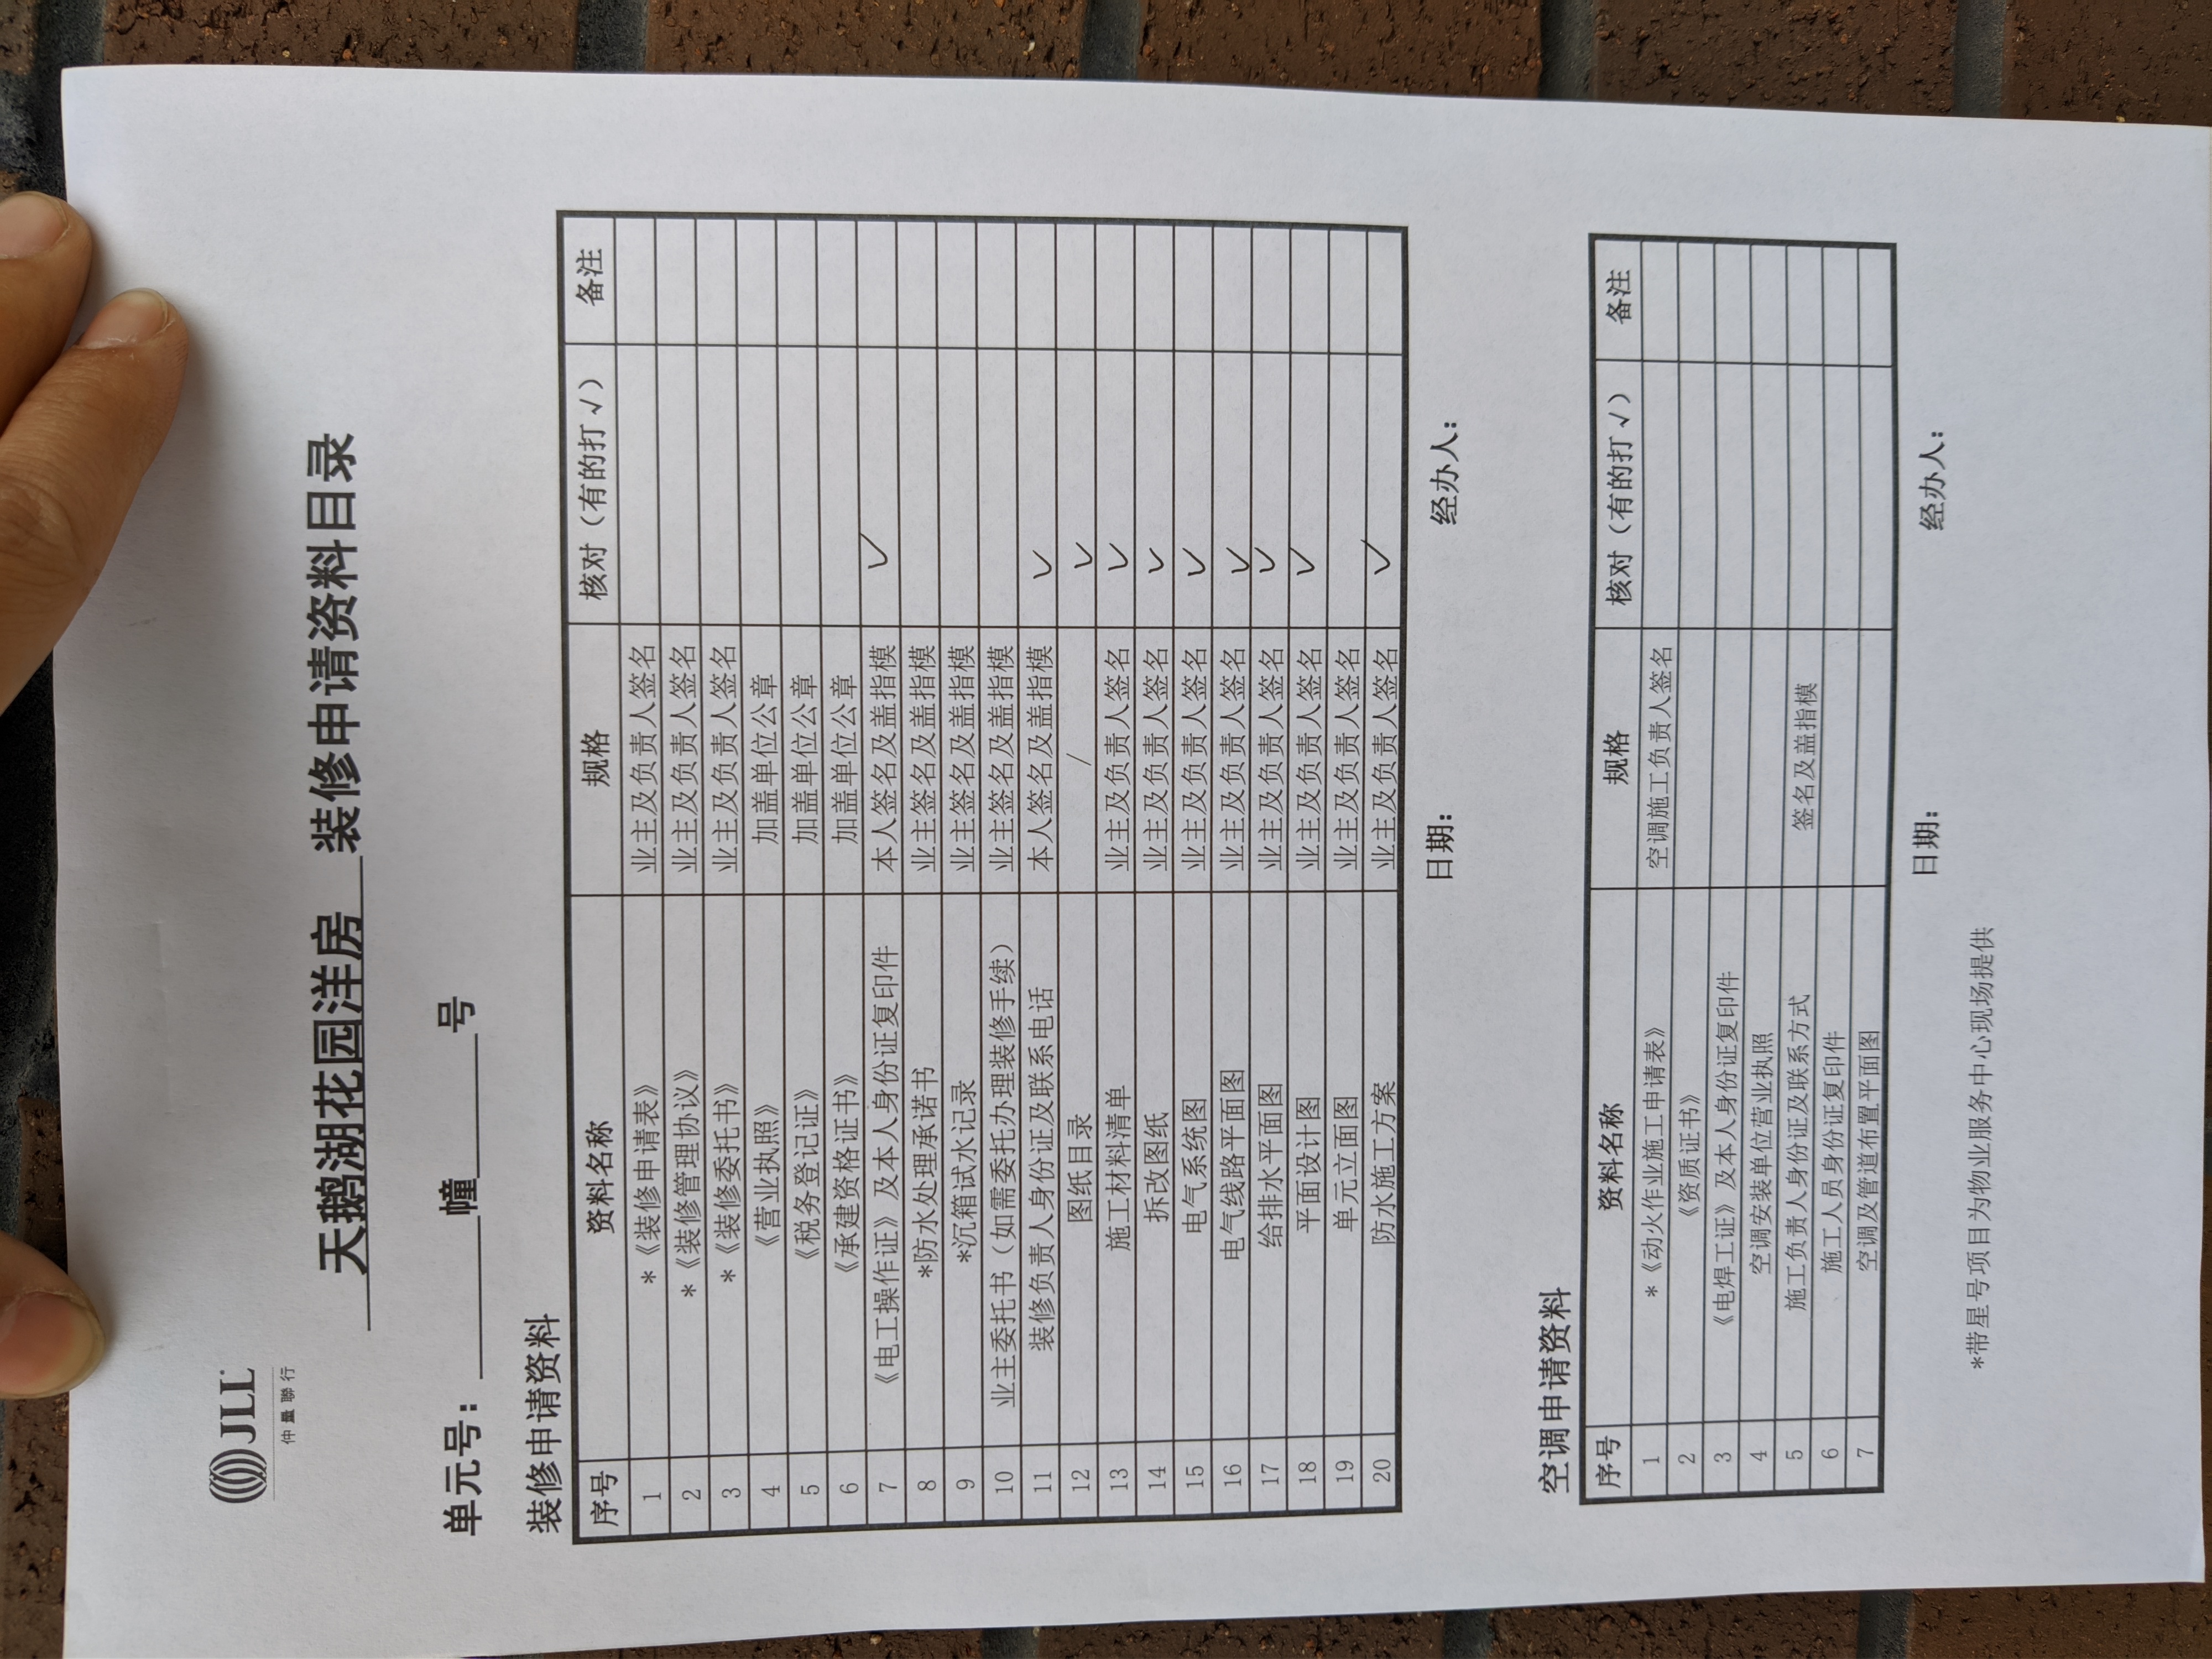 JLL
仲量聯行
天鹅湖花园洋房 装修申请资料目录
单元号：________幢________号
装修申请资料
序号 资料名称 规格 核对（有的打√） 备注
1 *《装修申请表》 业主及负责人签名
2 *《装修管理协议》 业主及负责人签名
3 *《装修委托书》 业主及负责人签名
4 《营业执照》 加盖单位公章
5 《税务登记证》 加盖单位公章
6 《承建资格证书》 加盖单位公章
7 《电工操作证》及本人身份证复印件 本人签名及盖指模 ✓
8 *防水处理承诺书 业主签名及盖指模
9 *沉箱试水记录 业主签名及盖指模
10 业主委托书（如需委托办理装修手续） 业主签名及盖指模
11 装修负责人身份证及联系电话 本人签名及盖指模 ✓
12 图纸目录 / ✓
13 施工材料清单 业主及负责人签名 ✓
14 拆改图纸 业主及负责人签名 ✓
15 电气系统图 业主及负责人签名 ✓
16 电气线路平面图 业主及负责人签名 ✓
17 给排水平面图 业主及负责人签名 ✓
18 平面设计图 业主及负责人签名 ✓
19 单元立面图 业主及负责人签名
20 防水施工方案 业主及负责人签名 ✓
日期： 经办人：
空调申请资料
序号 资料名称 规格 核对（有的打√） 备注
1 *《动火作业施工申请表》 空调施工负责人签名
2 《资质证书》
3 《电焊工证》及本人身份证复印件
4 空调安装单位营业执照
5 施工负责人身份证及联系方式 签名及盖指模
6 施工人员身份证复印件
7 空调及管道布置平面图
日期： 经办人：
*带星号项目为物业服务中心现场提供